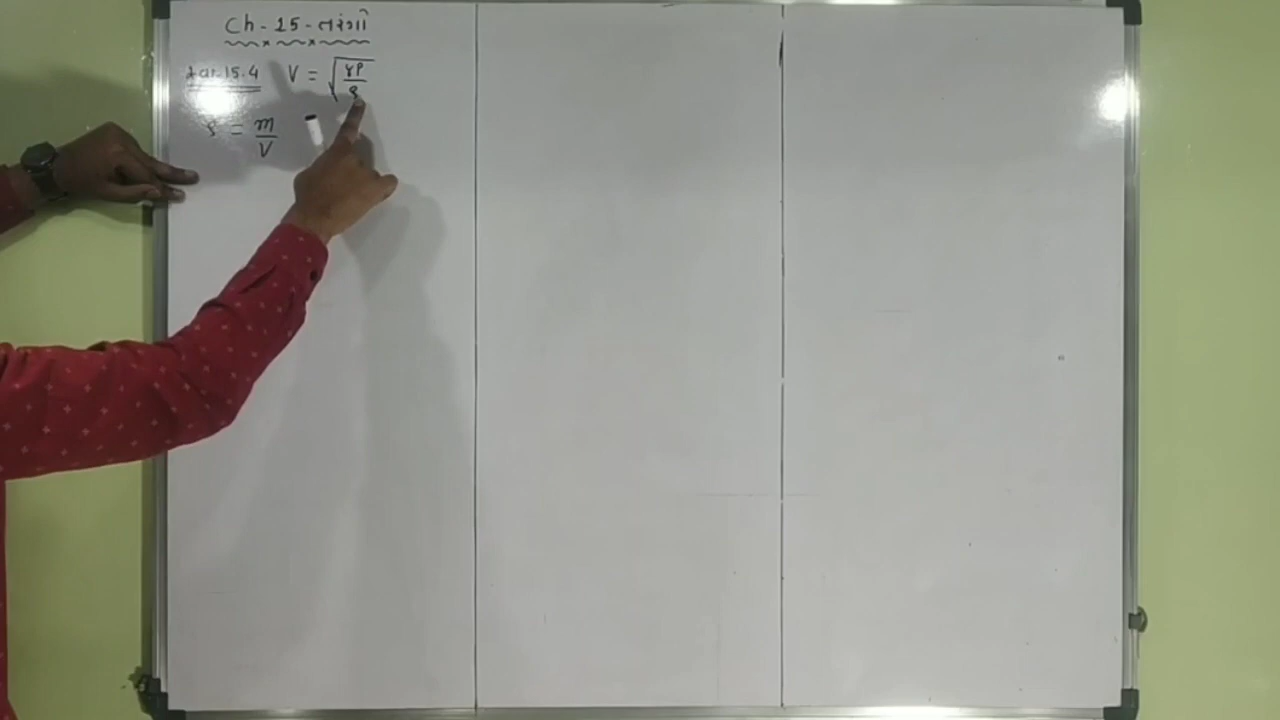 Ch - 15 - તરંગો
સ્વા. 15.4 V = √(γP/ρ)
ρ = m/V